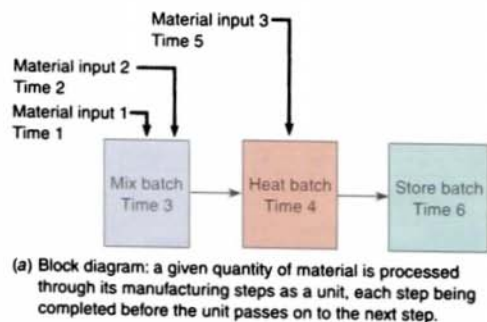 Material input 3
Time 5
Material input 2
Time 2
Material input 1
Time 1
Mix batch
Time 3
Heat batch
Time 4
Store batch
Time 6
(a) Block diagram: a given quantity of material is processed
through its manufacturing steps as a unit, each step being
completed before the unit passes on to the next step.